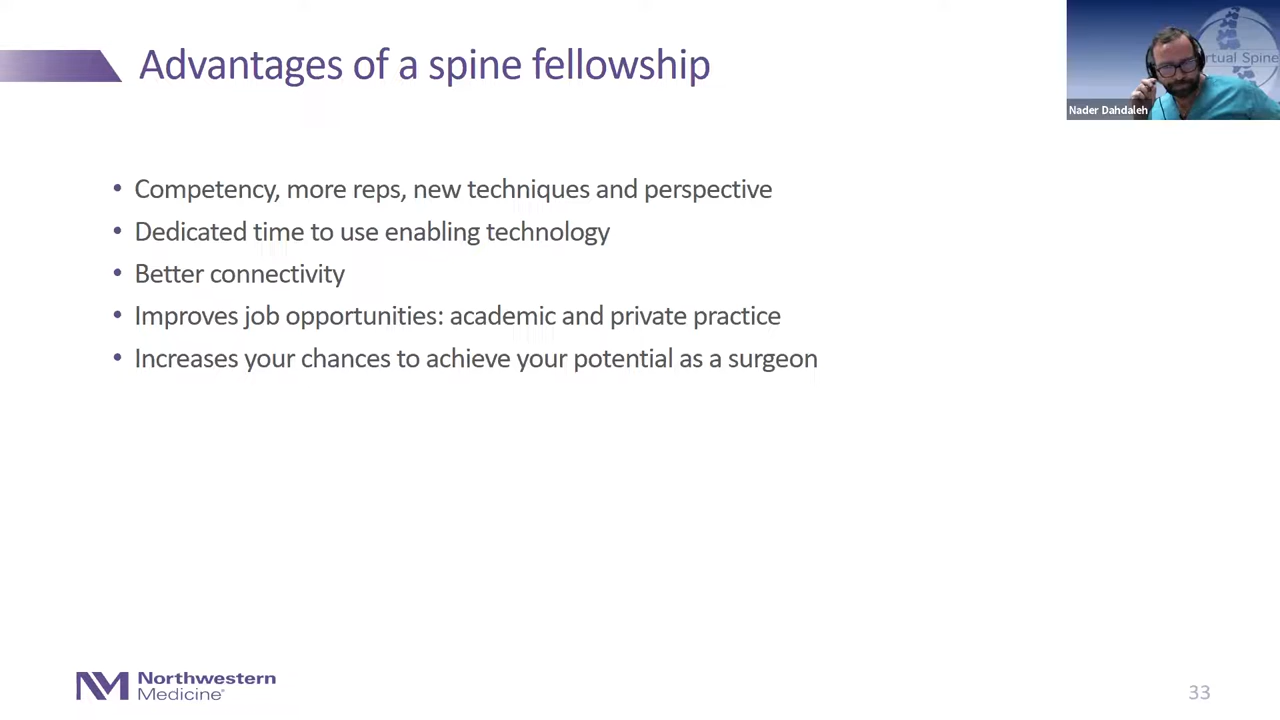 Advantages of a spine fellowship
rtual Spine
Nader Dahdaleh
• Competency, more reps, new techniques and perspective
• Dedicated time to use enabling technology
• Better connectivity
• Improves job opportunities: academic and private practice
• Increases your chances to achieve your potential as a surgeon
Northwestern
Medicine®
33